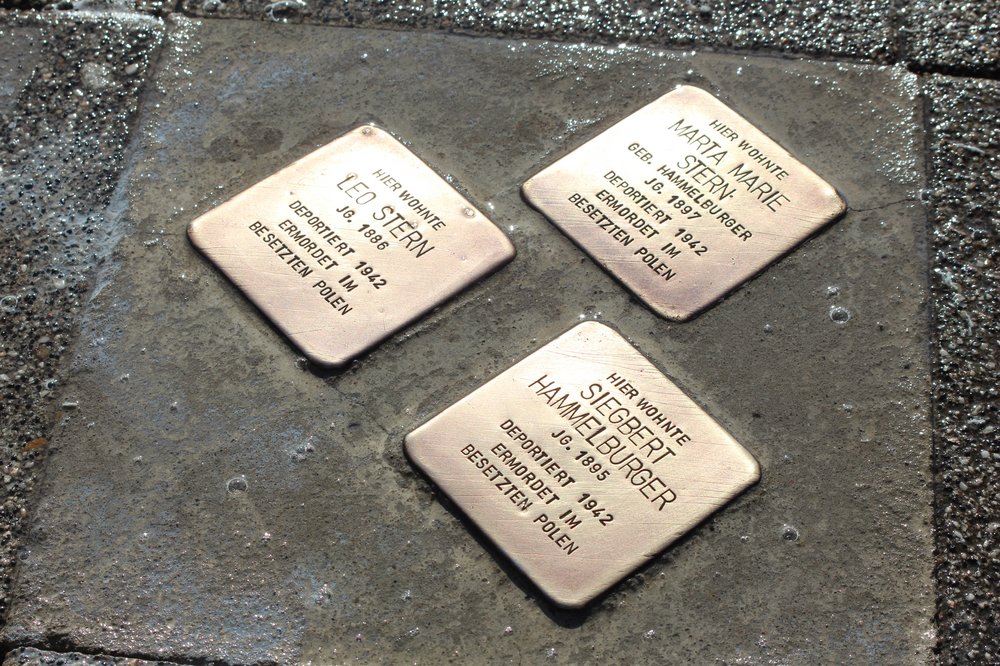 HIER WOHNTE
LEO STERN
JG. 1886
DEPORTIERT 1942
ERMORDET IM
BESETZTEN POLEN
HIER WOHNTE
MARTA MARIE
STERN
GEB. HAMMELBURGER
JG. 1897
DEPORTIERT 1942
ERMORDET IM
BESETZTEN POLEN
HIER WOHNTE
SIEGBERT
HAMMELBURGER
JG. 1895
DEPORTIERT 1942
ERMORDET IM
BESETZTEN POLEN